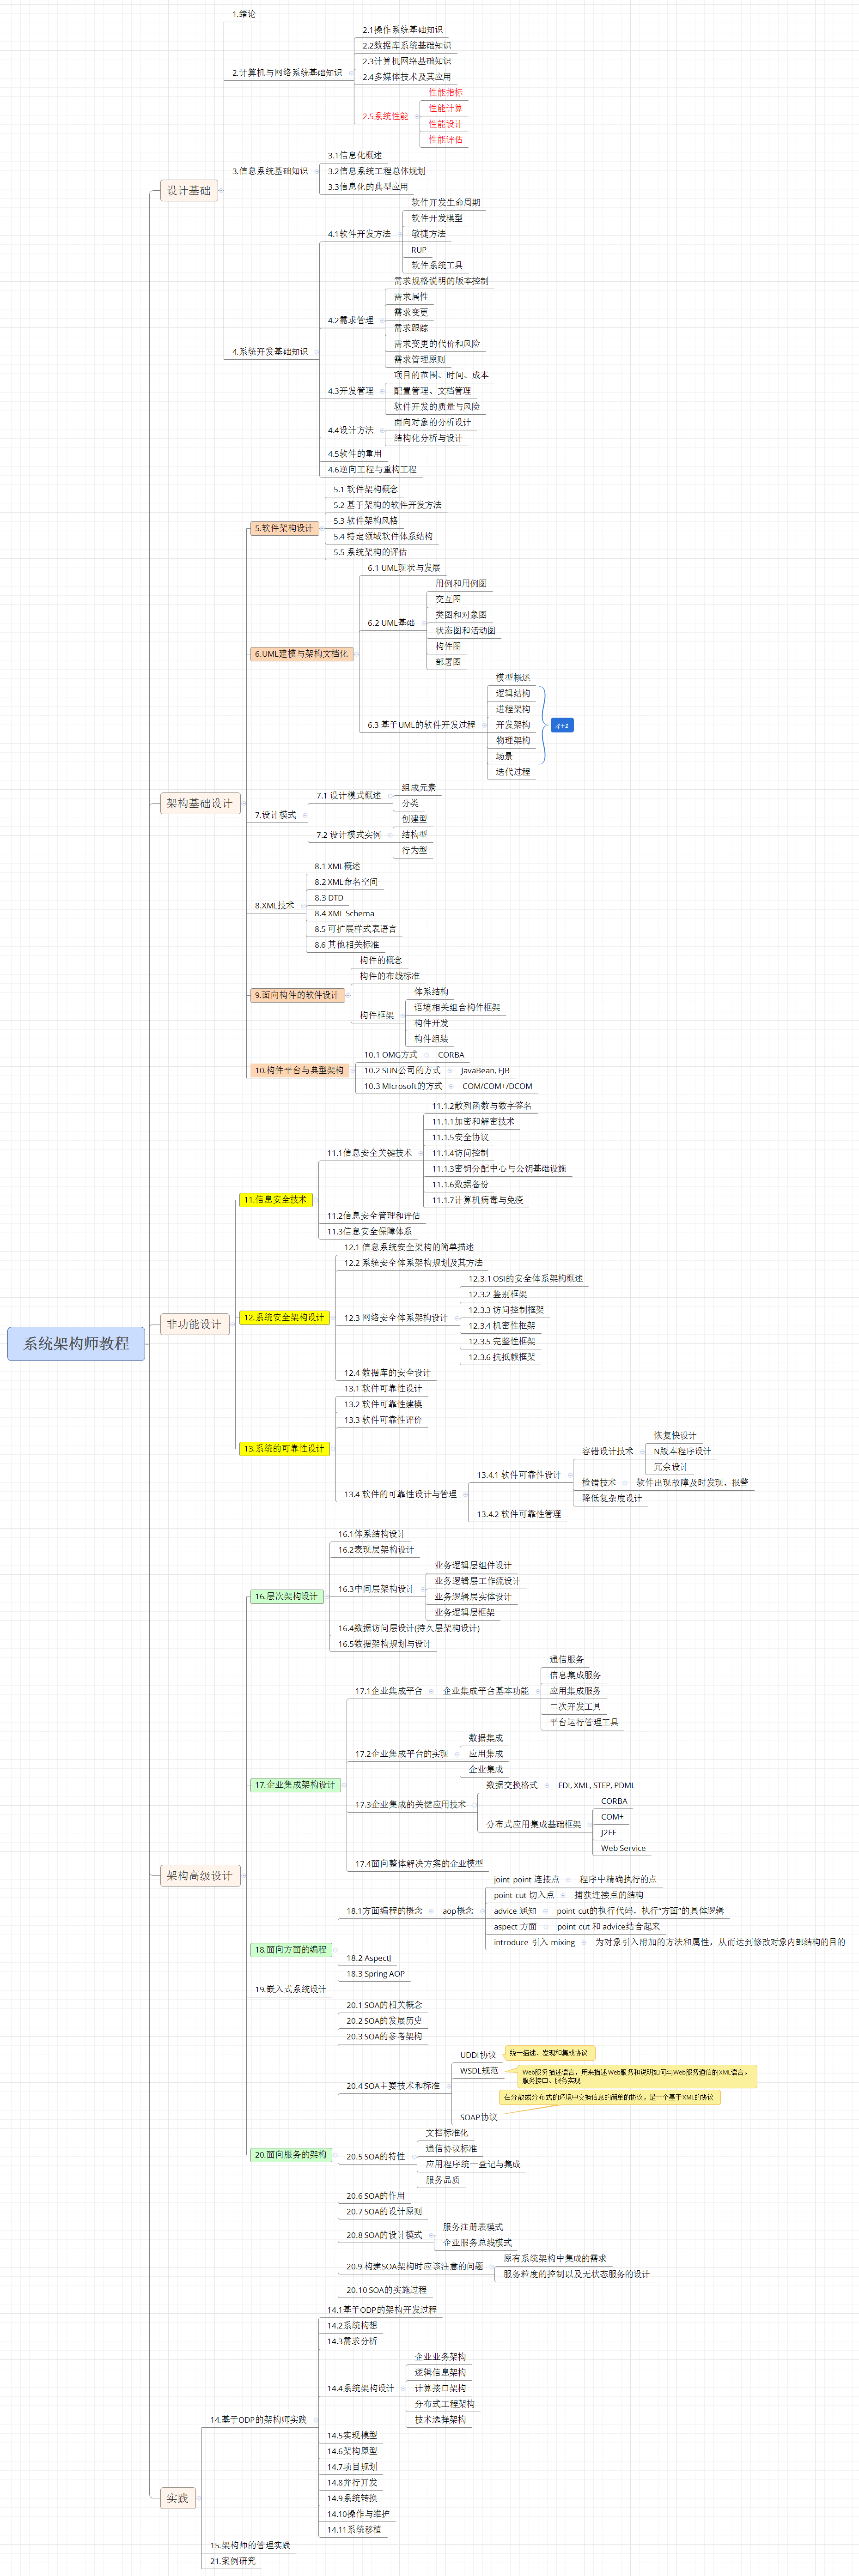 系统架构师教程
设计基础
1.绪论
2.计算机与网络系统基础知识
2.1操作系统基础知识
2.2数据库系统基础知识
2.3计算机网络基础知识
2.4多媒体技术及其应用
2.5系统性能
性能指标
性能计算
性能设计
性能评估
3.信息系统基础知识
3.1信息化概述
3.2信息系统工程总体规划
3.3信息化的典型应用
4.系统开发基础知识
4.1软件开发方法
软件开发生命周期
软件开发模型
敏捷方法
RUP
软件系统工具
4.2需求管理
需求规格说明的版本控制
需求属性
需求变更
需求跟踪
需求变更的代价和风险
需求管理原则
4.3开发管理
项目的范围、时间、成本
配置管理、文档管理
软件开发的质量与风险
4.4设计方法
面向对象的分析设计
结构化分析与设计
4.5软件的重用
4.6逆向工程与重构工程
架构基础设计
5.软件架构设计
5.1 软件架构概念
5.2 基于架构的软件开发方法
5.3 软件架构风格
5.4 特定领域软件体系结构
5.5 系统架构的评估
6.UML建模与架构文档化
6.1 UML现状与发展
6.2 UML基础
用例和用例图
交互图
类图和对象图
状态图和活动图
构件图
部署图
6.3 基于UML的软件开发过程
模型概述
逻辑结构
进程架构
开发架构
物理架构
场景
迭代过程
4+1
7.设计模式
7.1 设计模式概述
组成元素
分类
7.2 设计模式实例
创建型
结构型
行为型
8.XML技术
8.1 XML概述
8.2 XML命名空间
8.3 DTD
8.4 XML Schema
8.5 可扩展样式表语言
8.6 其他相关标准
9.面向构件的软件设计
构件的概念
构件的布线标准
构件框架
体系结构
语境相关组合构件框架
构件开发
构件组装
10.构件平台与典型架构
10.1 OMG方式
CORBA
10.2 SUN公司的方式
JavaBean, EJB
10.3 MIcrosoft的方式
COM/COM+/DCOM
非功能设计
11.信息安全技术
11.1信息安全关键技术
11.1.2散列函数与数字签名
11.1.1加密和解密技术
11.1.5安全协议
11.1.4访问控制
11.1.3密钥分配中心与公钥基础设施
11.1.6数据备份
11.1.7计算机病毒与免疫
11.2信息安全管理和评估
11.3信息安全保障体系
12.系统安全架构设计
12.1 信息系统安全架构的简单描述
12.2 系统安全体系架构规划及其方法
12.3 网络安全体系架构设计
12.3.1 OSI的安全体系架构概述
12.3.2 鉴别框架
12.3.3 访问控制框架
12.3.4 机密性框架
12.3.5 完整性框架
12.3.6 抗抵赖框架
12.4 数据库的安全设计
13.系统的可靠性设计
13.1 软件可靠性设计
13.2 软件可靠性建模
13.3 软件可靠性评价
13.4 软件的可靠性设计与管理
13.4.1 软件可靠性设计
容错设计技术
恢复快设计
N版本程序设计
冗余设计
检错技术
软件出现故障及时发现、报警
降低复杂度设计
13.4.2 软件可靠性管理
架构高级设计
16.层次架构设计
16.1体系结构设计
16.2表现层架构设计
16.3中间层架构设计
业务逻辑层组件设计
业务逻辑层工作流设计
业务逻辑层实体设计
业务逻辑层框架
16.4数据访问层设计(持久层架构设计)
16.5数据架构规划与设计
17.企业集成架构设计
17.1企业集成平台
企业集成平台基本功能
通信服务
信息集成服务
应用集成服务
二次开发工具
平台运行管理工具
17.2企业集成平台的实现
数据集成
应用集成
企业集成
17.3企业集成的关键应用技术
数据交换格式
EDI, XML, STEP, PDML
分布式应用集成基础框架
CORBA
COM+
J2EE
Web Service
17.4面向整体解决方案的企业模型
18.面向方面的编程
18.1方面编程的概念
aop概念
joint point 连接点
程序中精确执行的点
point cut 切入点
捕获连接点的结构
advice 通知
point cut的执行代码，执行“方面”的具体逻辑
aspect 方面
point cut 和 advice结合起来
introduce 引入 mixing
为对象引入附加的方法和属性，从而达到修改对象内部结构的目的
18.2 AspectJ
18.3 Spring AOP
19.嵌入式系统设计
20.面向服务的架构
20.1 SOA的相关概念
20.2 SOA的发展历史
20.3 SOA的参考架构
20.4 SOA主要技术和标准
UDDI协议
统一描述、发现和集成协议
WSDL规范
Web服务描述语言，用来描述Web服务和说明如何与Web服务通信的XML语言。
服务接口、服务实现
在分散或分布式的环境中交换信息的简单的协议，是一个基于XML的协议
SOAP协议
20.5 SOA的特性
文档标准化
通信协议标准
应用程序统一登记与集成
服务品质
20.6 SOA的作用
20.7 SOA的设计原则
20.8 SOA的设计模式
服务注册表模式
企业服务总线模式
20.9 构建SOA架构时应该注意的问题
原有系统架构中集成的需求
服务粒度的控制以及无状态服务的设计
20.10 SOA的实施过程
实践
14.基于ODP的架构师实践
14.1基于ODP的架构开发过程
14.2系统构想
14.3需求分析
14.4系统架构设计
企业业务架构
逻辑信息架构
计算接口架构
分布式工程架构
技术选择架构
14.5实现模型
14.6架构原型
14.7项目规划
14.8并行开发
14.9系统转换
14.10操作与维护
14.11系统移植
15.架构师的管理实践
21.案例研究